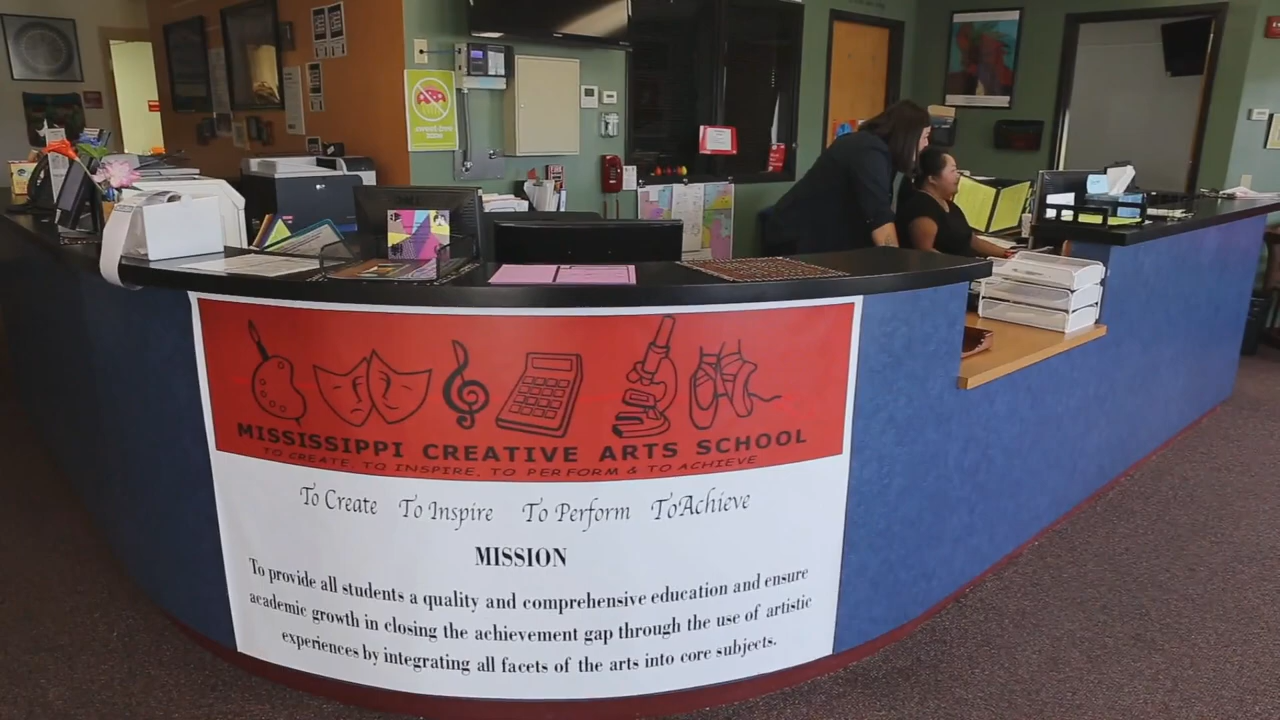 MISSISSIPPI CREATIVE ARTS SCHOOL
TO CREATE, TO INSPIRE, TO PERFORM & TO ACHIEVE
To Create To Inspire To Perform ToAchieve
MISSION
To provide all students a quality and comprehensive education and ensure
academic growth in closing the achievement gap through the use of artistic
experiences by integrating all facets of the arts into core subjects.